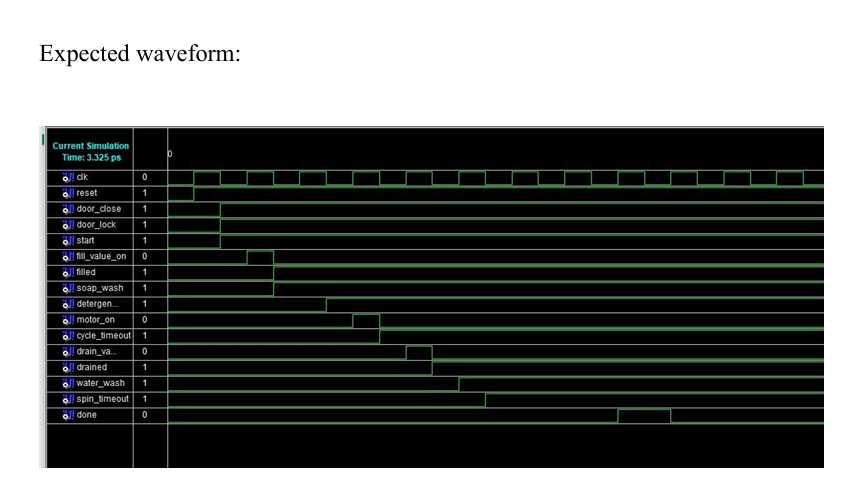 Expected waveform:
Current Simulation
Time: 3.325 ps
0
clk 0
reset 1
door_close 1
door_lock 1
start 1
fill_value_on 0
filled 1
soap_wash 1
detergen... 1
motor_on 0
cycle_timeout 1
drain_va... 0
drained 1
water_wash 1
spin_timeout 1
done 0